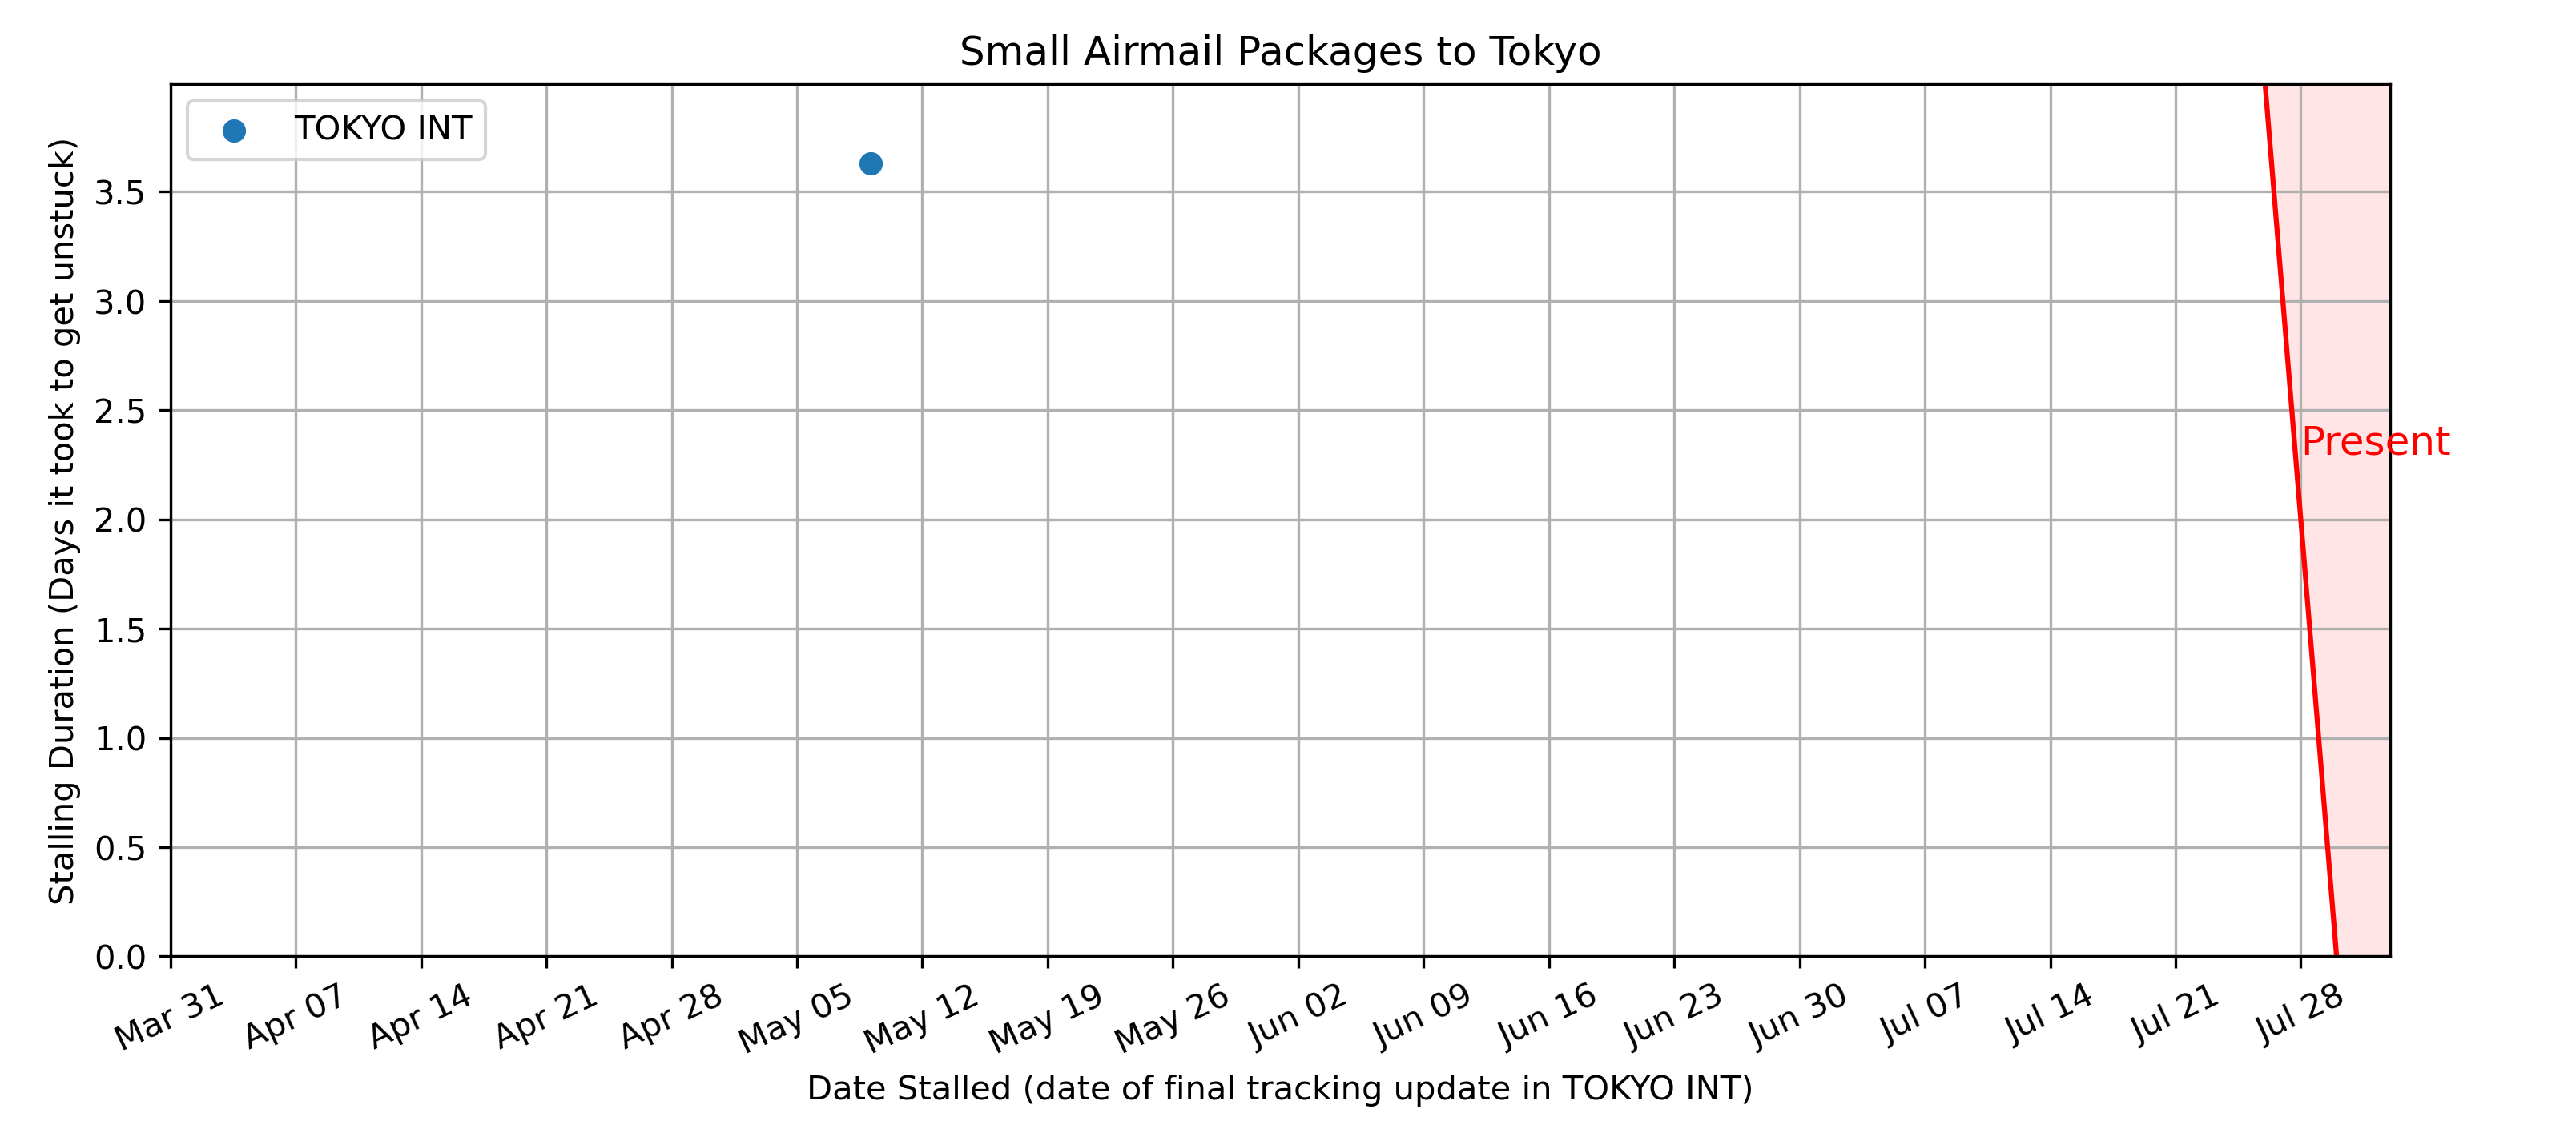 Small Airmail Packages to Tokyo
TOKYO INT
Stalling Duration (Days it took to get unstuck)
3.5
3.0
2.5
2.0
1.5
1.0
0.5
0.0
Present
Mar 31
Apr 07
Apr 14
Apr 21
Apr 28
May 05
May 12
May 19
May 26
Jun 02
Jun 09
Jun 16
Jun 23
Jun 30
Jul 07
Jul 14
Jul 21
Jul 28
Date Stalled (date of final tracking update in TOKYO INT)